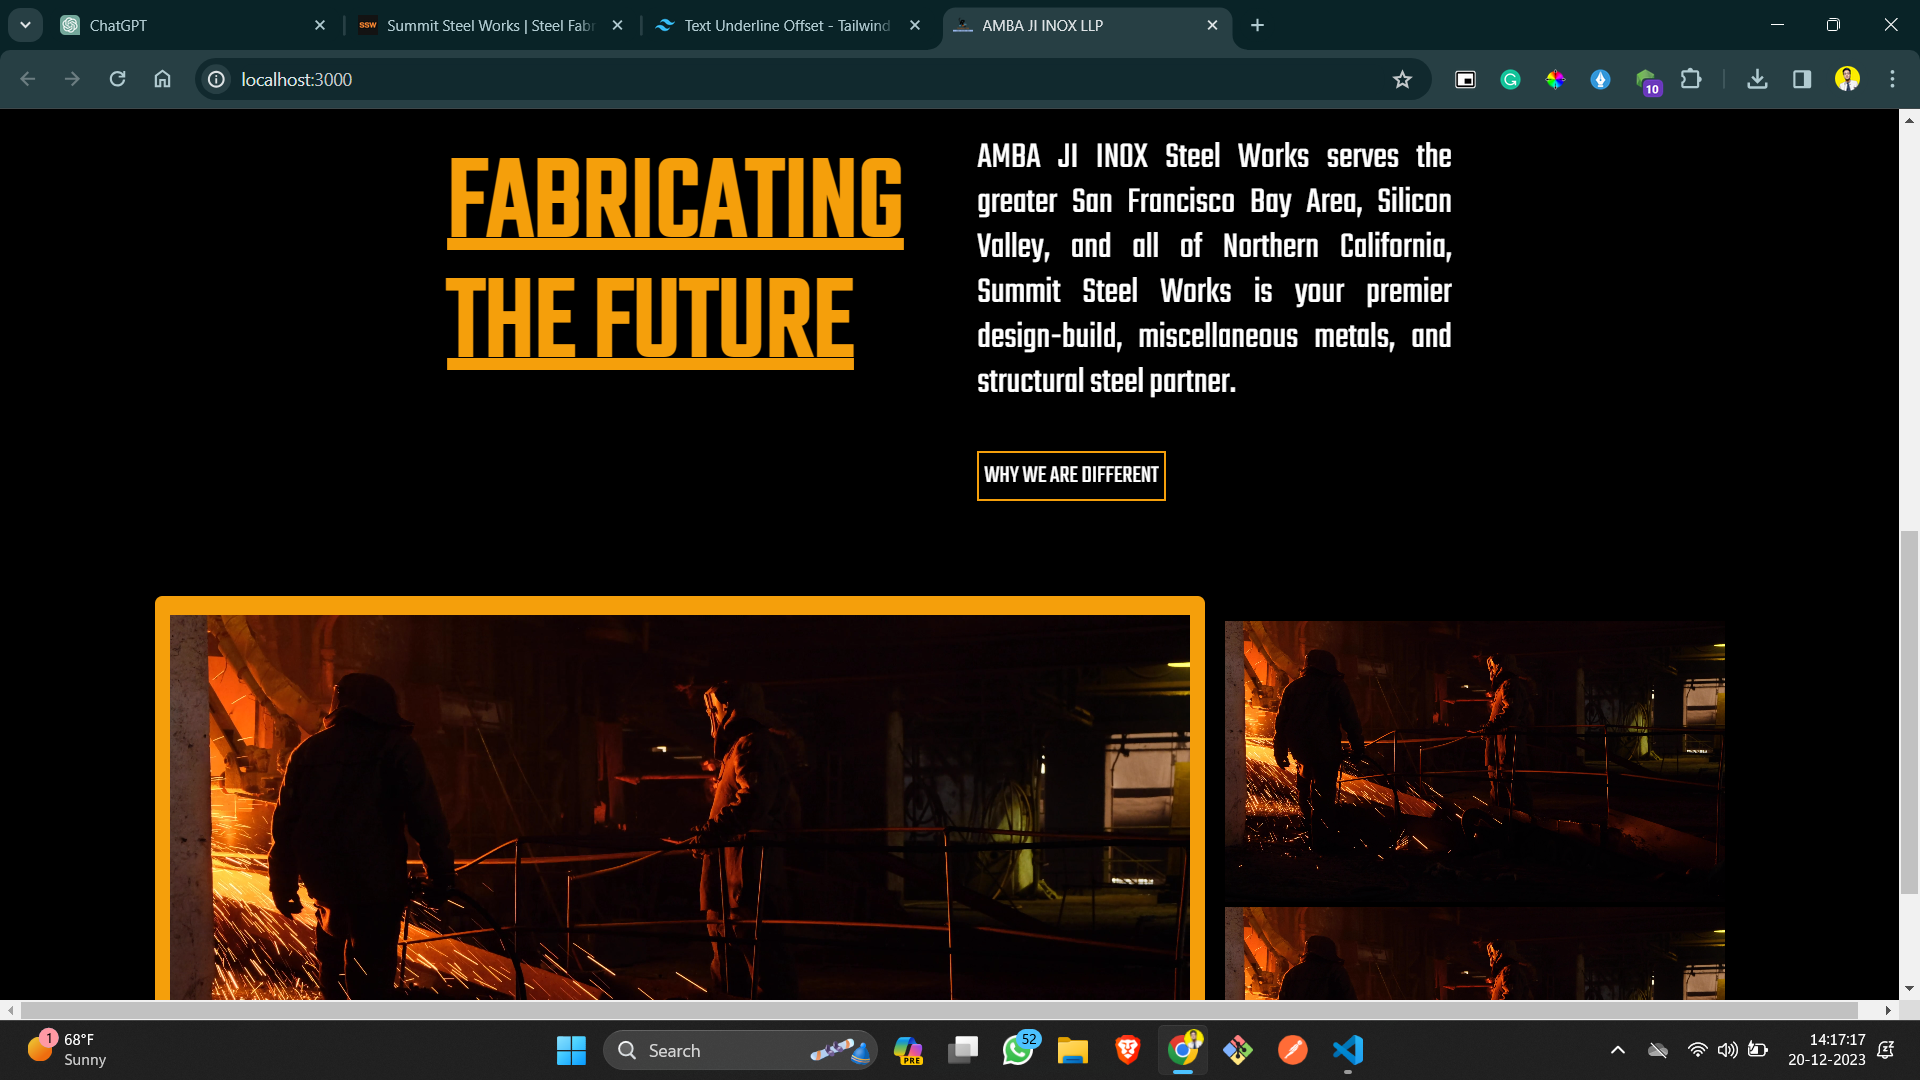 ChatGPT
Summit Steel Works | Steel Fabr
Text Underline Offset - Tailwind
AMBA JI INOX LLP
localhost:3000
10
FABRICATING
THE FUTURE
AMBA JI INOX Steel Works serves the
greater San Francisco Bay Area, Silicon
Valley, and all of Northern California,
Summit Steel Works is your premier
design-build, miscellaneous metals, and
structural steel partner.
WHY WE ARE DIFFERENT
1
68°F
Sunny
Search
PRE
52
14:17:17
20-12-2023